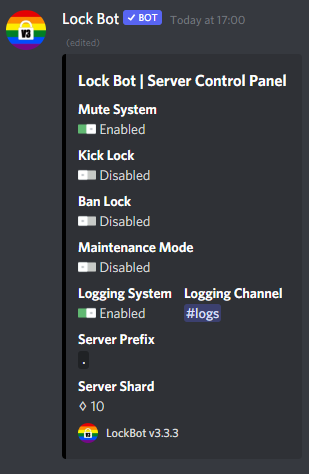 Lock Bot ✓ BOT Today at 17:00
V3
(edited)
Lock Bot | Server Control Panel
Mute System
Enabled
Kick Lock
Disabled
Ban Lock
Disabled
Maintenance Mode
Disabled
Logging System Logging Channel
Enabled #logs
Server Prefix
.
Server Shard
◊ 10
V3 LockBot v3.3.3